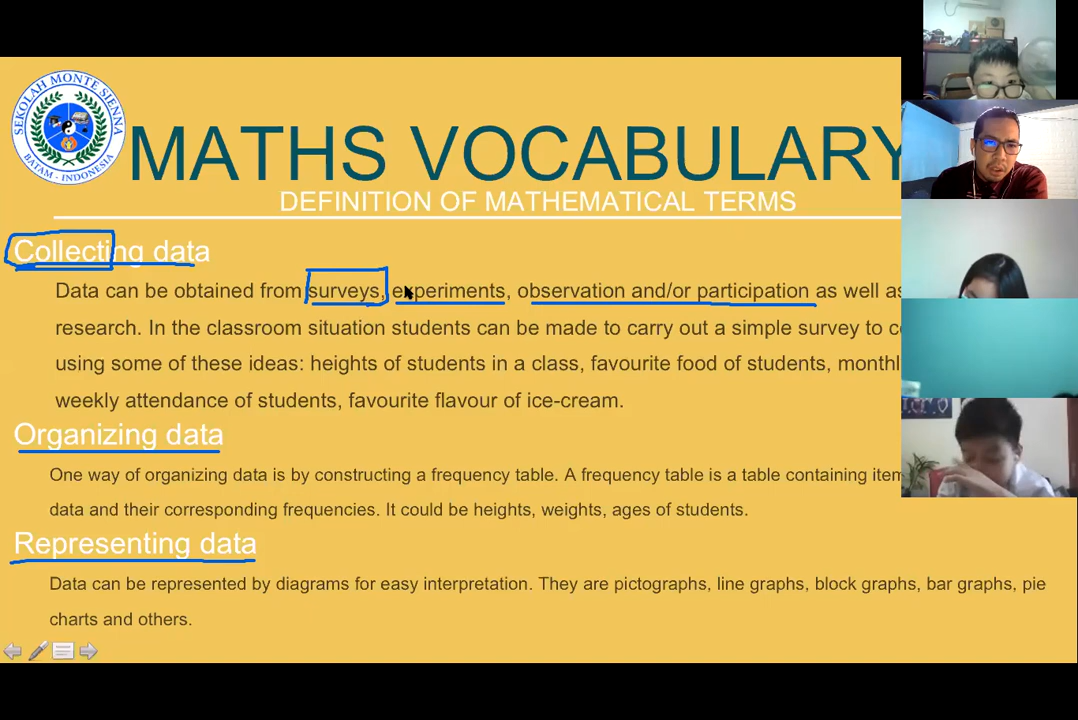 SEKOLAH MONTE SIENNA
BATAM - INDONESIA
MATHS VOCABULARY
DEFINITION OF MATHEMATICAL TERMS
Collecting data
Data can be obtained from surveys, experiments, observation and/or participation as well as
research. In the classroom situation students can be made to carry out a simple survey to
using some of these ideas: heights of students in a class, favourite food of students,
weekly attendance of students, favourite flavour of ice-cream.
Organizing data
One way of organizing data is by constructing a frequency table. A frequency table is a table containing
data and their corresponding frequencies. It could be heights, weights, ages of students.
Representing data
Data can be represented by diagrams for easy interpretation. They are pictographs, line graphs, block graphs, bar graphs, pie
charts and others.